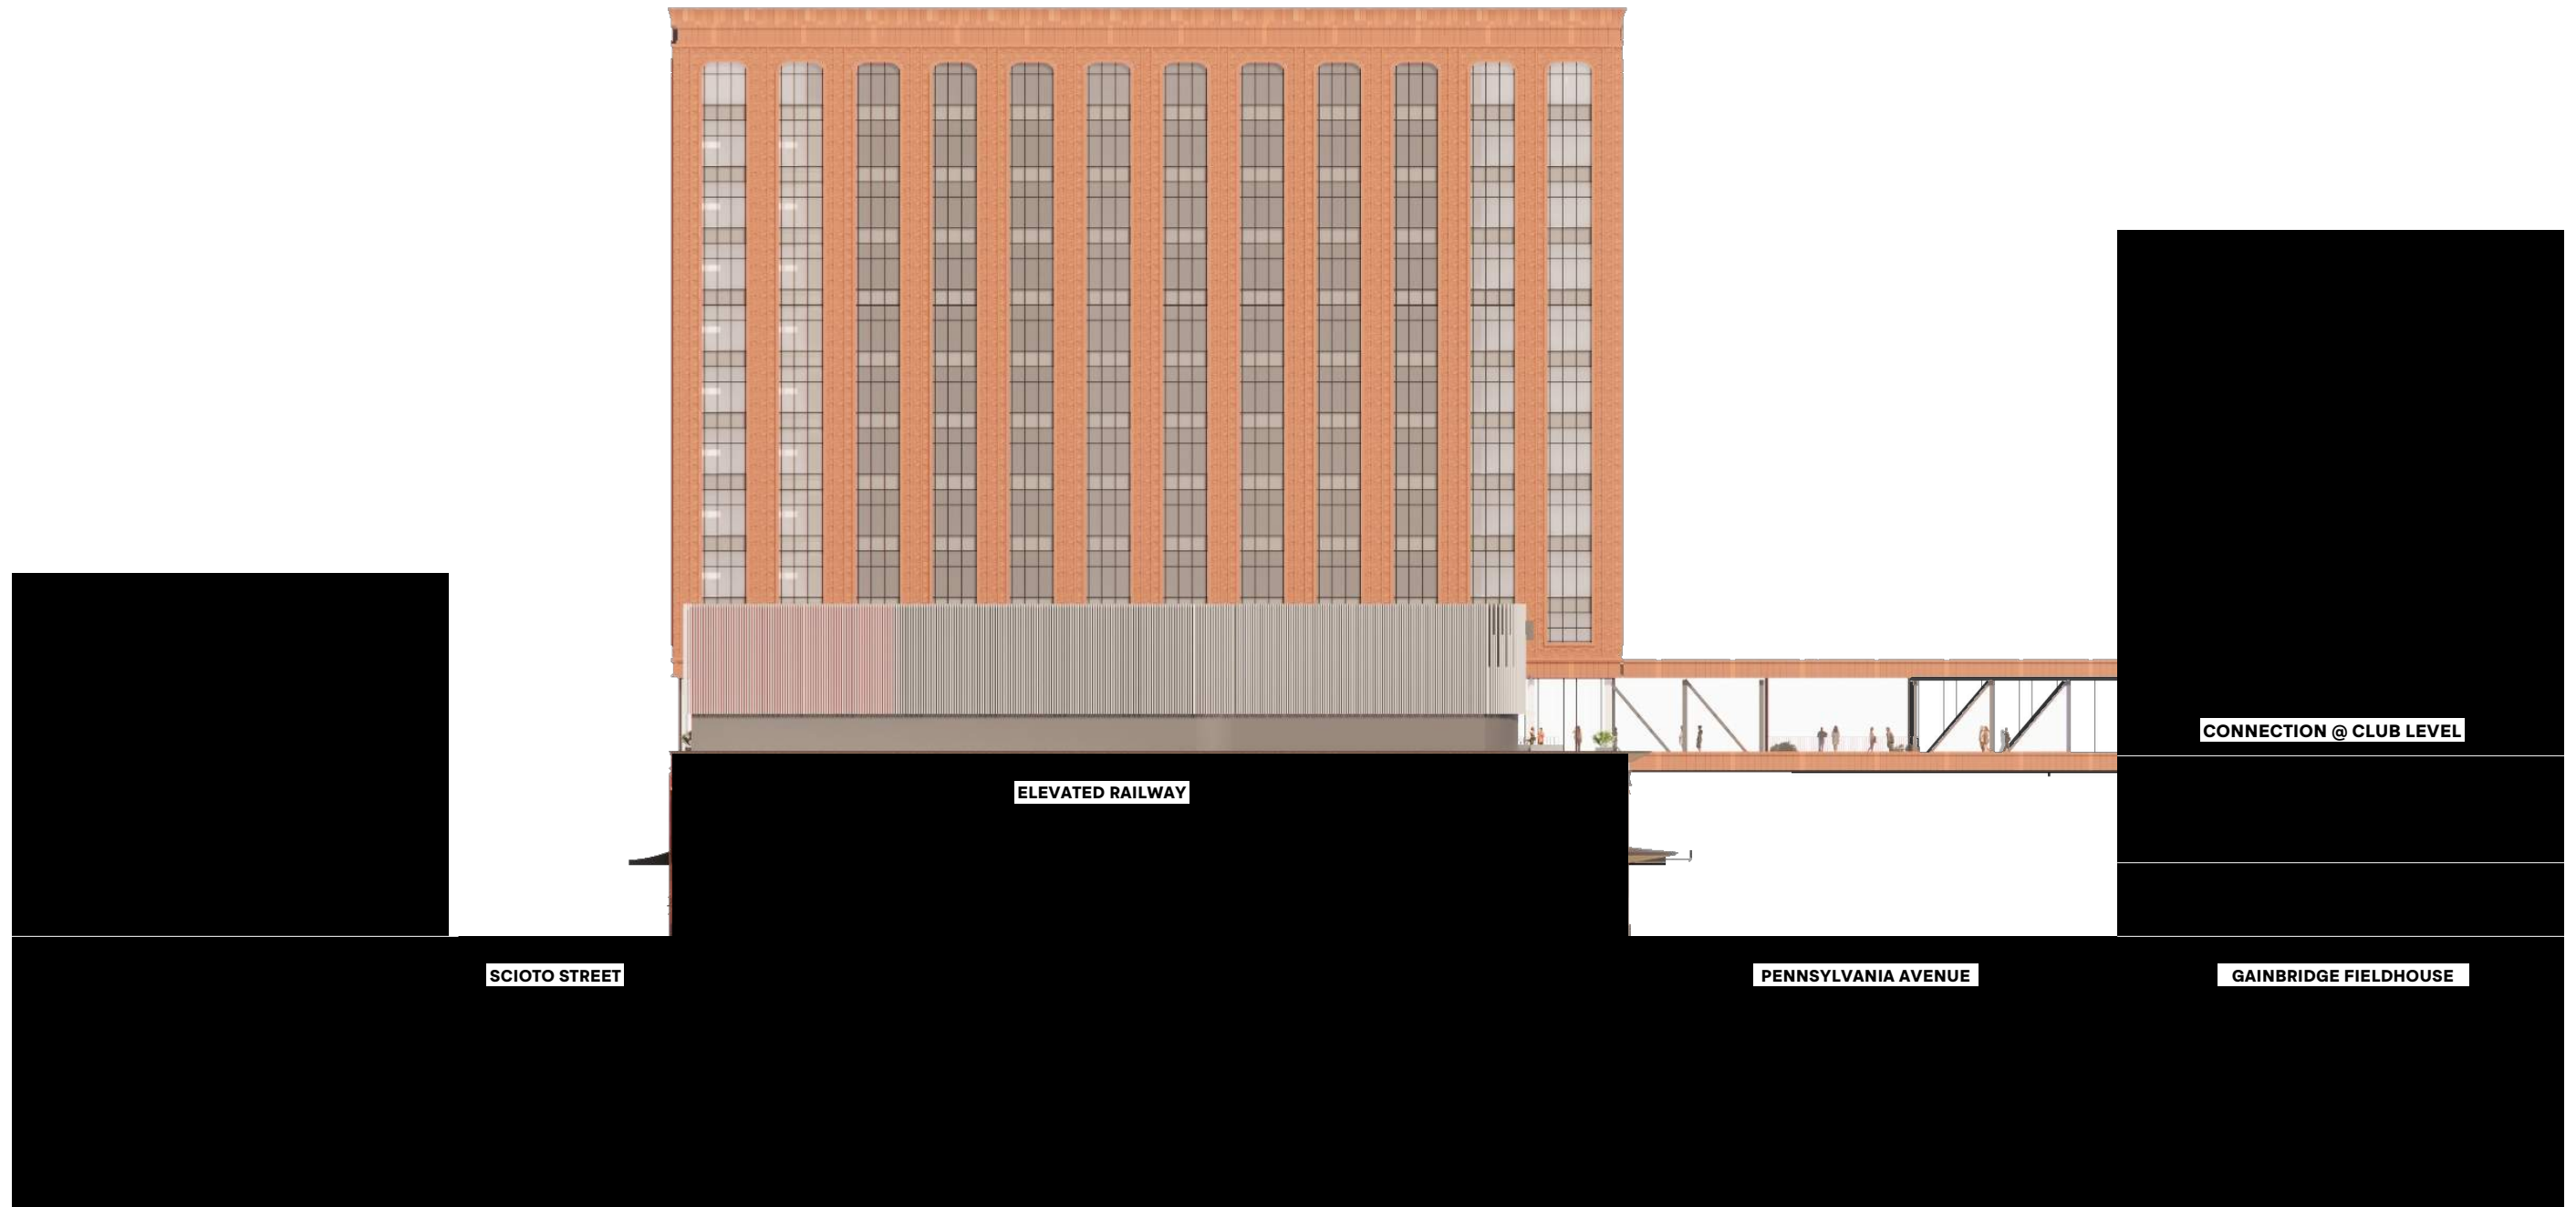 CONNECTION @ CLUB LEVEL
ELEVATED RAILWAY
SCIOTO STREET
PENNSYLVANIA AVENUE
GAINBRIDGE FIELDHOUSE